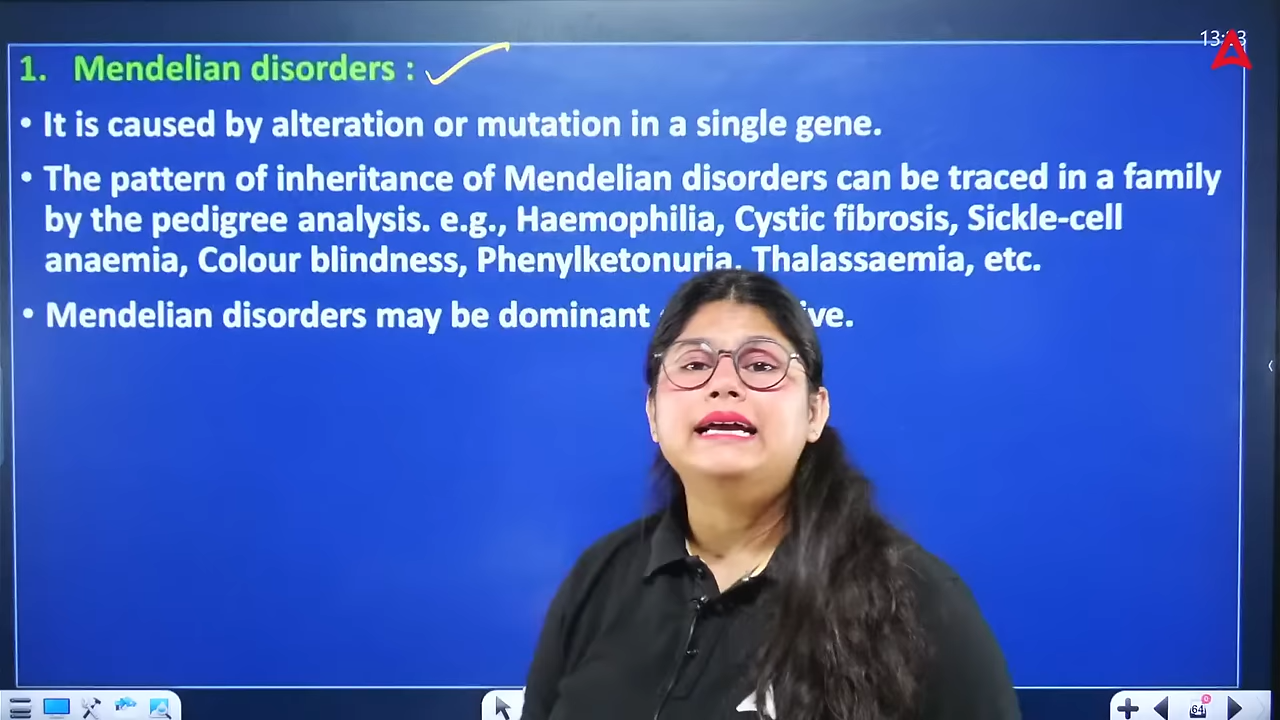 1. Mendelian disorders :
• It is caused by alteration or mutation in a single gene.
• The pattern of inheritance of Mendelian disorders can be traced in a family
by the pedigree analysis. e.g., Haemophilia, Cystic fibrosis, Sickle-cell
anaemia, Colour blindness, Phenylketonuria, Thalassaemia, etc.
• Mendelian disorders may be dominant
64